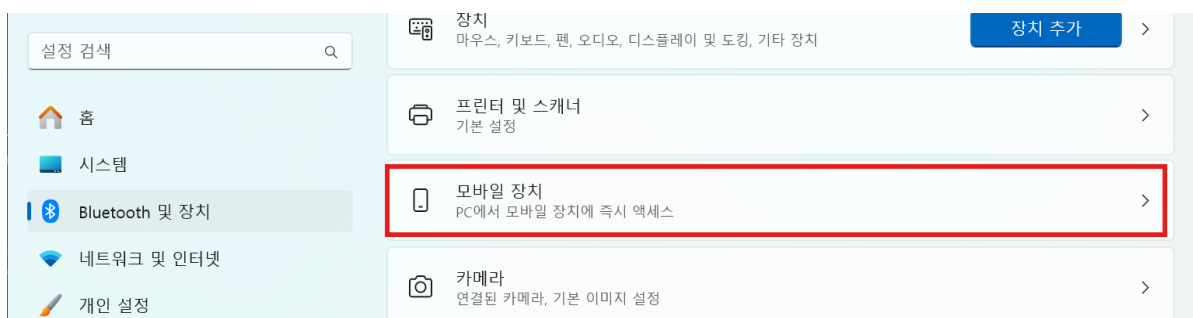 설정 검색
홈
시스템
Bluetooth 및 장치
네트워크 및 인터넷
개인 설정
장치
마우스, 키보드, 펜, 오디오, 디스플레이 및 도킹, 기타 장치
장치 추가
프린터 및 스캐너
기본 설정
모바일 장치
PC에서 모바일 장치에 즉시 액세스
카메라
연결된 카메라, 기본 이미지 설정